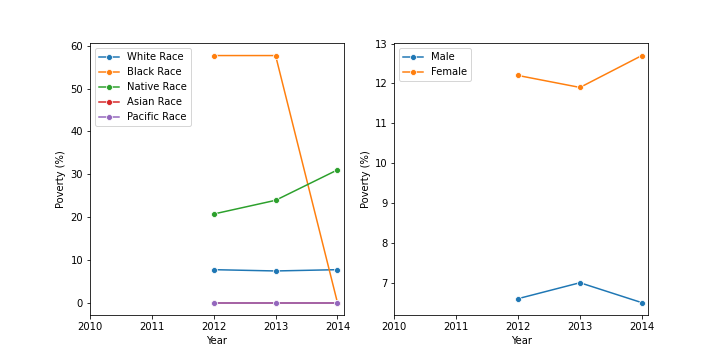 60
50
40
30
20
10
0
Poverty (%)
White Race
Black Race
Native Race
Asian Race
Pacific Race
2010 2011 2012 2013 2014
Year
13
12
11
10
9
8
7
Poverty (%)
Male
Female
2010 2011 2012 2013 2014
Year